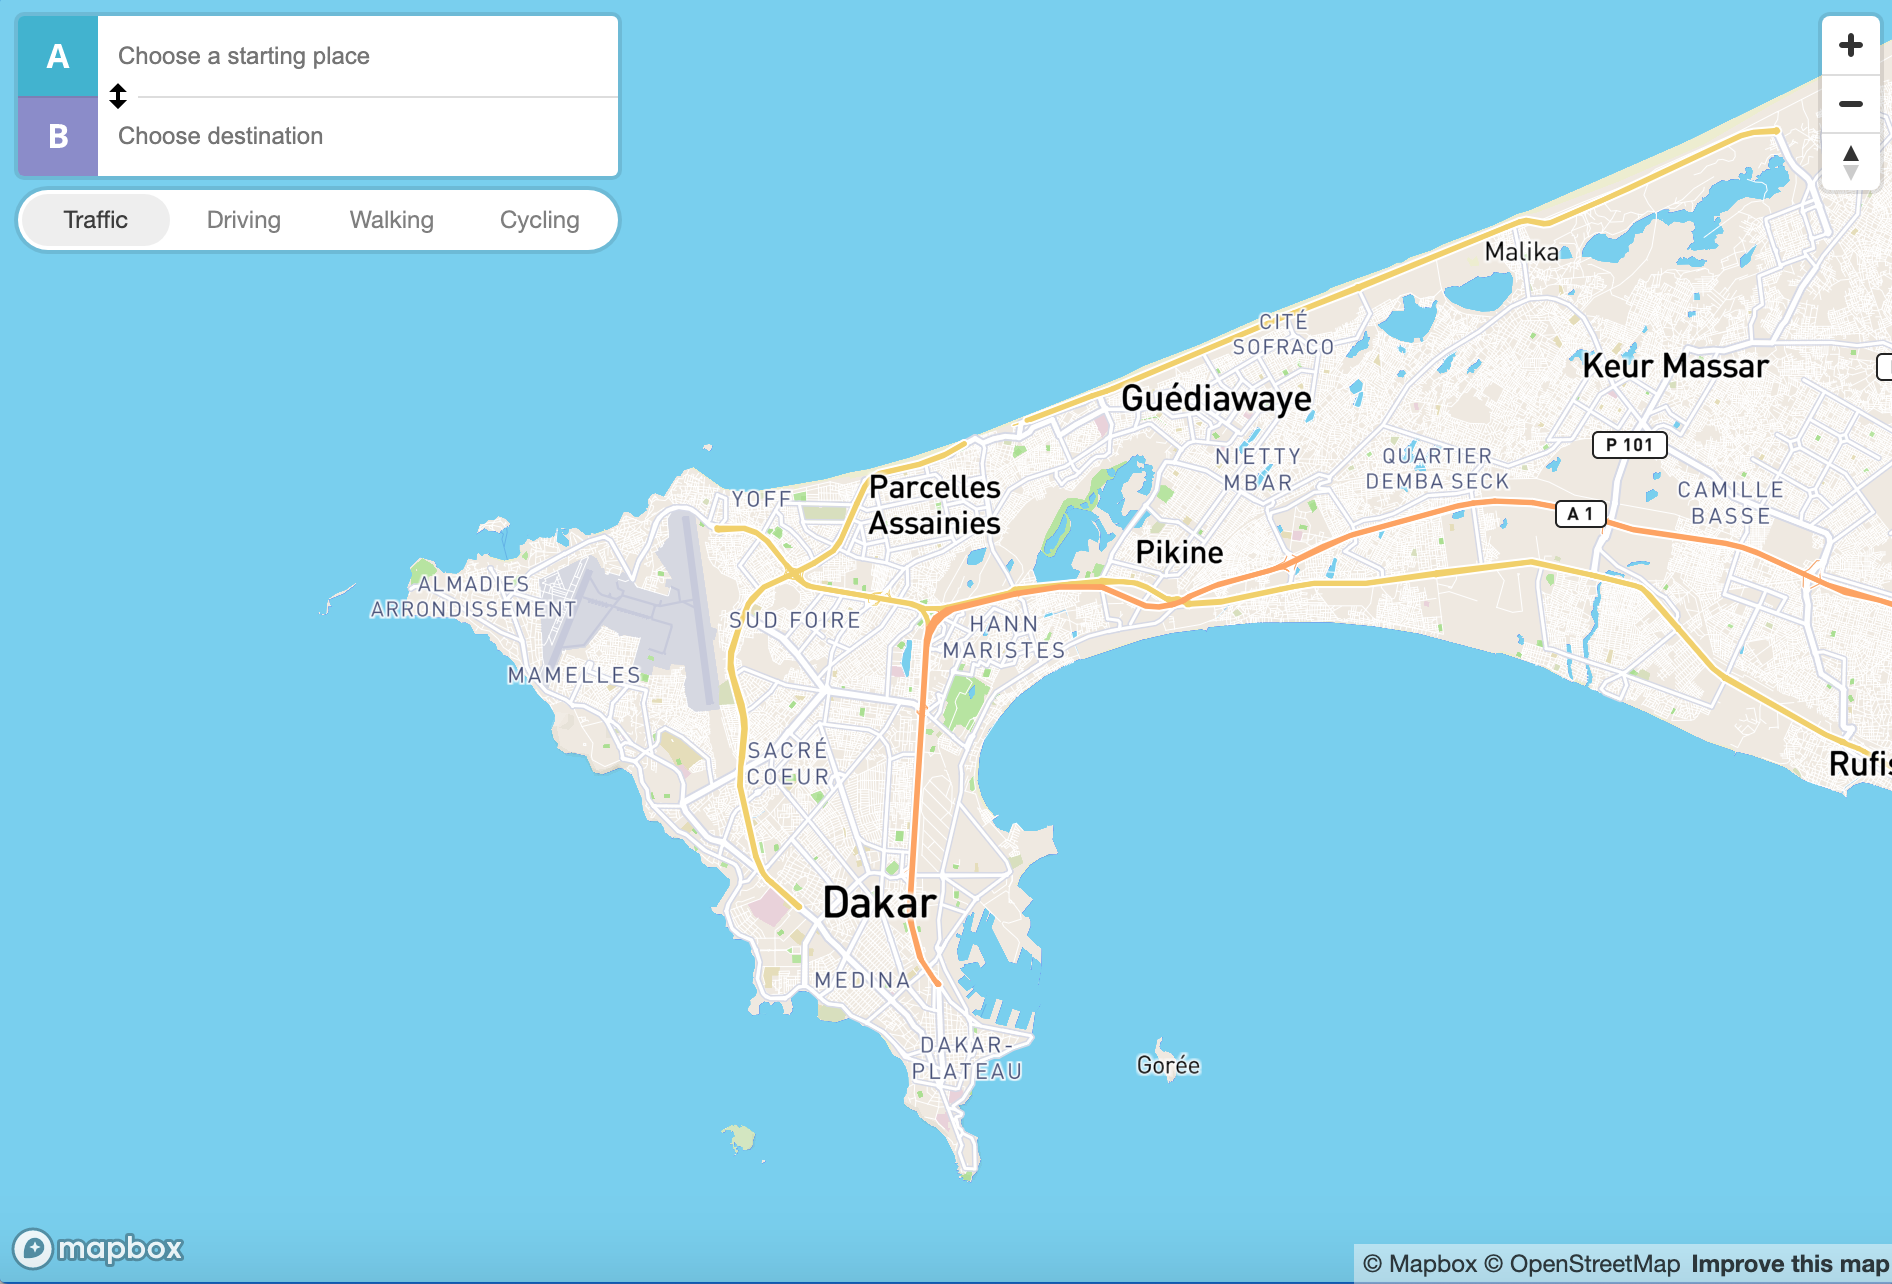 A
Choose a starting place
B
Choose destination
Traffic
Driving
Walking
Cycling
Malika
CITÉ
SOFRACO
Keur Massar
Guédiawaye
P 101
NIETTY
MBAR
QUARTIER
DEMBA SECK
CAMILLE
BASSE
YOFF
Parcelles
Assainies
A 1
Pikine
ALMADIES
ARRONDISSEMENT
SUD FOIRE
HANN
MARISTES
MAMELLES
SACRÉ
COEUR
Dakar
MEDINA
DAKAR-
PLATEAU
Gorée
mapbox
© Mapbox © OpenStreetMap Improve this map